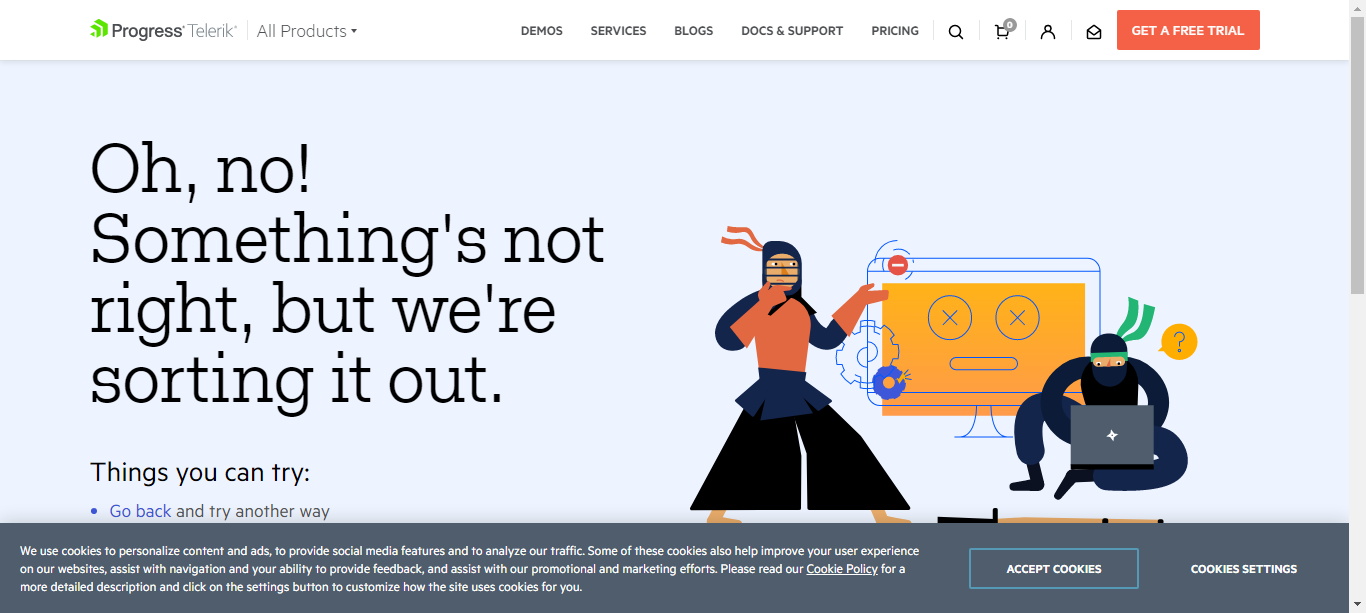 Progress Telerik All Products DEMOS SERVICES BLOGS DOCS & SUPPORT PRICING 0 GET A FREE TRIAL
Oh, no!
Something's not
right, but we're
sorting it out.
?
Things you can try:
Go back and try another way
We use cookies to personalize content and ads, to provide social media features and to analyze our traffic. Some of these cookies also help improve your user experience
on our websites, assist with navigation and your ability to provide feedback, and assist with our promotional and marketing efforts. Please read our Cookie Policy for a
more detailed description and click on the settings button to customize how the site uses cookies for you.
ACCEPT COOKIES
COOKIES SETTINGS